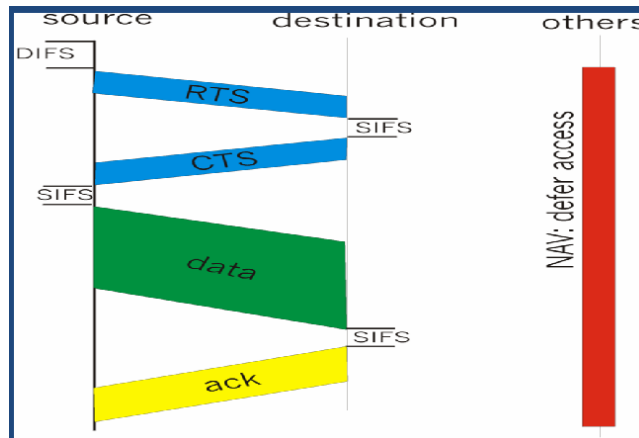 source destination others
DIFS
RTS
SIFS
CTS
SIFS
data
SIFS
ack
NAV: defer access